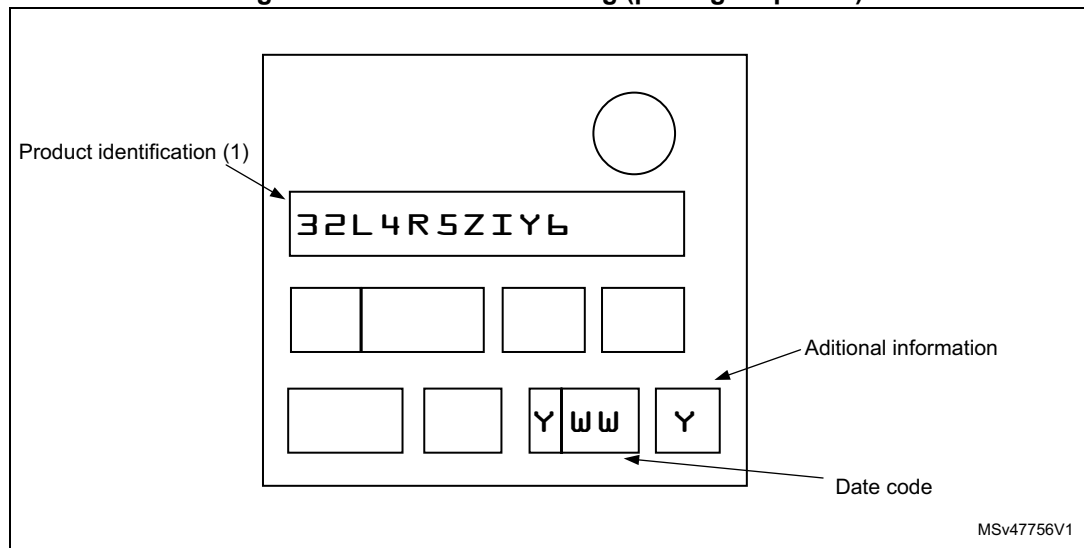 Product identification (1)
32L4R5ZIY6
Aditional information
Y WW Y
Date code
MSv47756V1